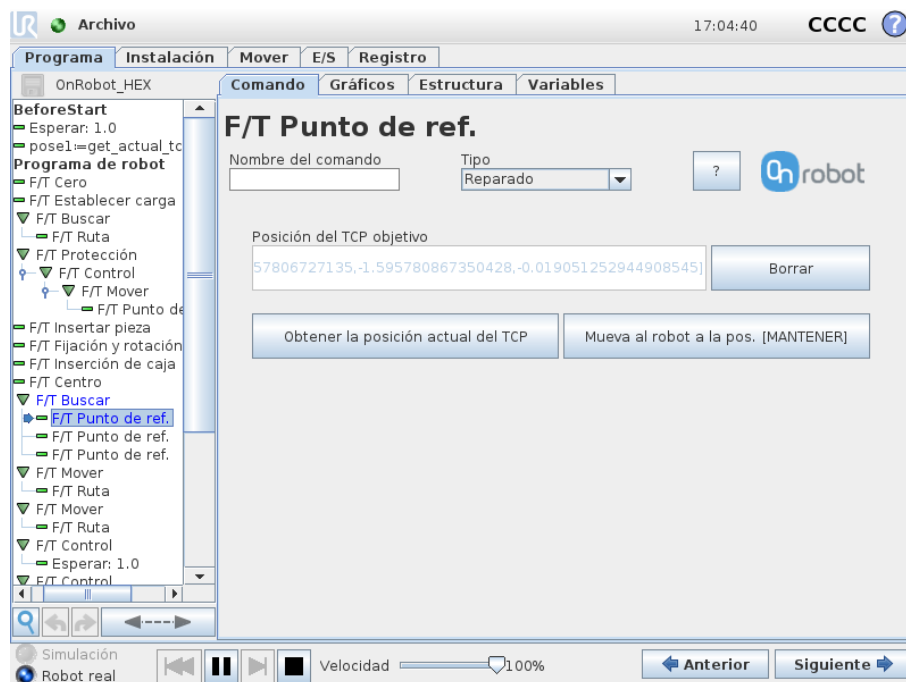 Archivo
17:04:40
CCCC
?
Programa Instalación Mover E/S Registro
OnRobot_HEX
Comando Gráficos Estructura Variables
BeforeStart
Esperar: 1.0
pose1:=get_actual_tc
Programa de robot
F/T Cero
F/T Establecer carga
F/T Buscar
F/T Ruta
F/T Protección
F/T Control
F/T Mover
F/T Punto de
F/T Insertar pieza
F/T Fijación y rotación
F/T Inserción de caja
F/T Centro
F/T Buscar
F/T Punto de ref.
F/T Punto de ref.
F/T Punto de ref.
F/T Mover
F/T Ruta
F/T Mover
F/T Ruta
F/T Control
Esperar: 1.0
F/T Control
F/T Punto de ref.
Nombre del comando
Tipo
Reparado
?
On robot
Posición del TCP objetivo
57806727135,-1.595780867350428,-0.019051252944908545]
Borrar
Obtener la posición actual del TCP
Mueva al robot a la pos. [MANTENER]
Simulación
Robot real
Velocidad
100%
Anterior
Siguiente